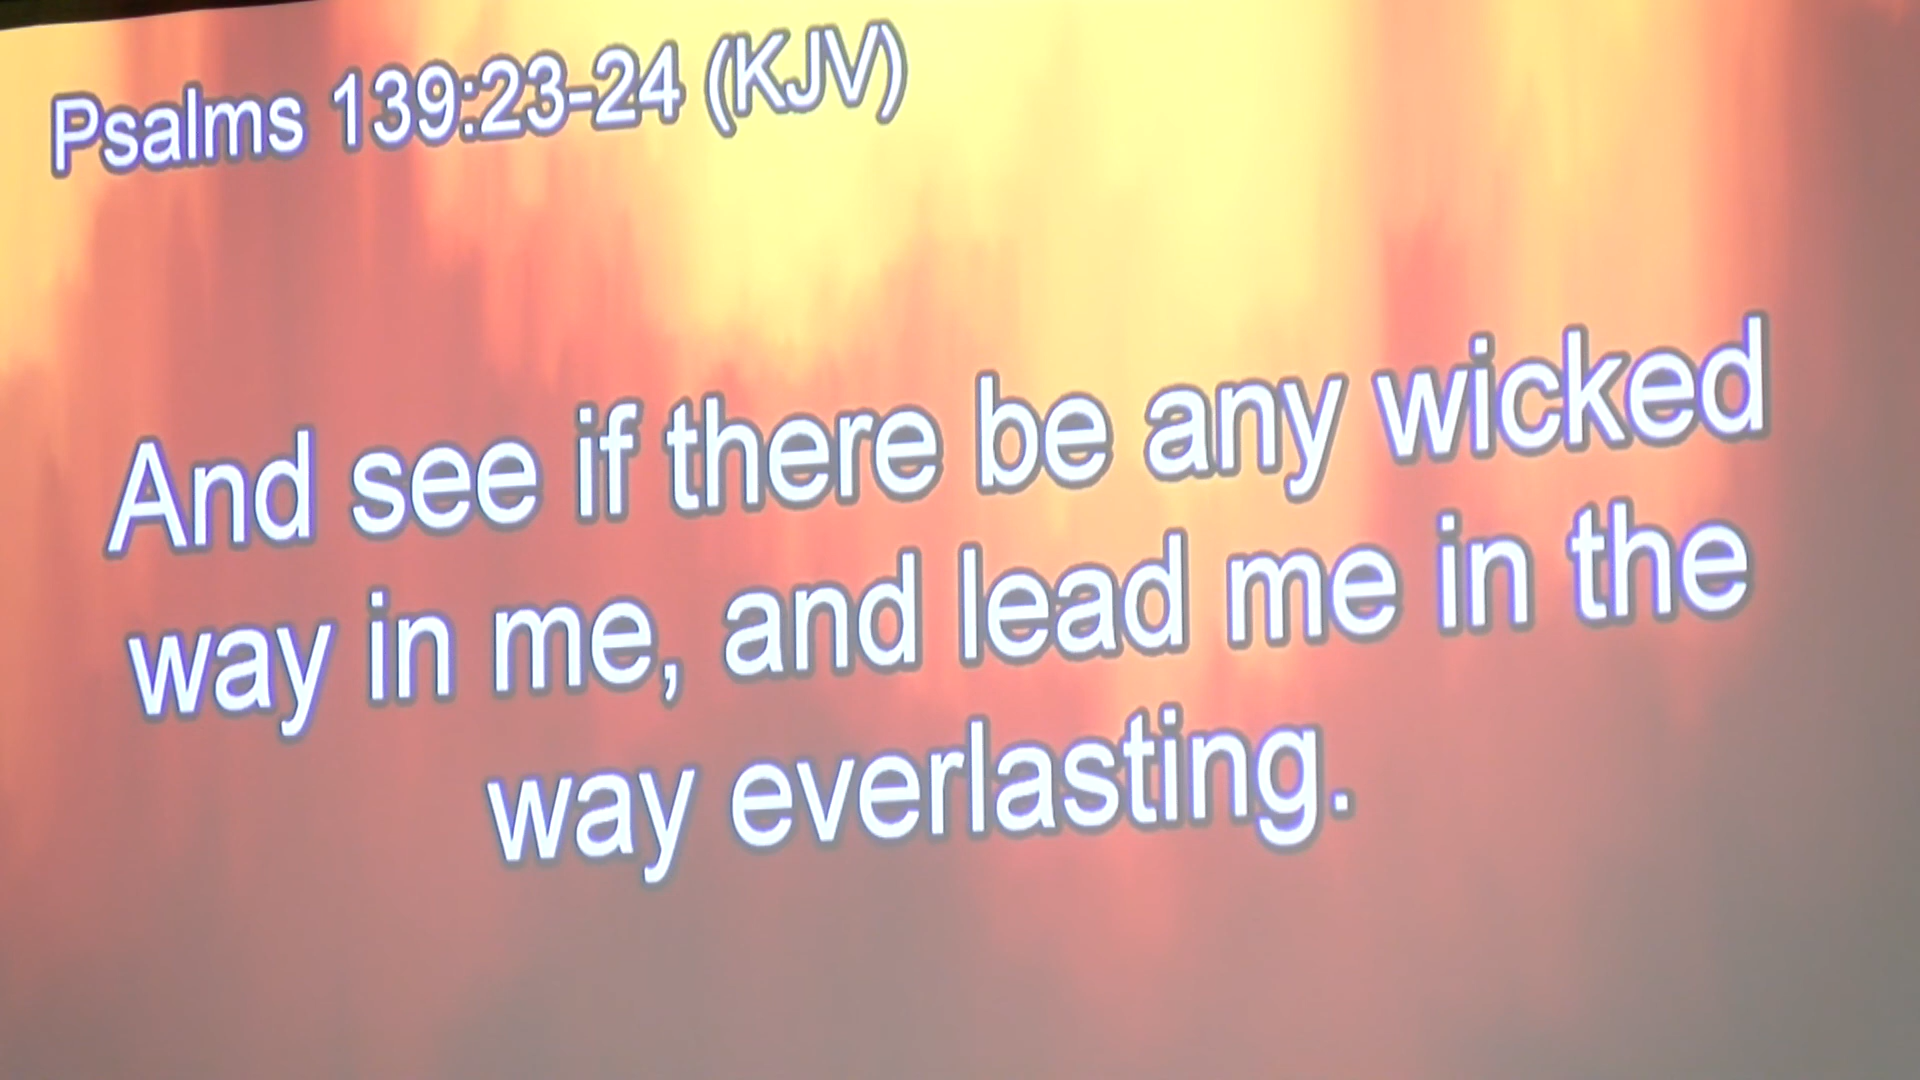 Psalms 139:23-24 (KJV)
And see if there be any wicked
way in me, and lead me in the
way everlasting.